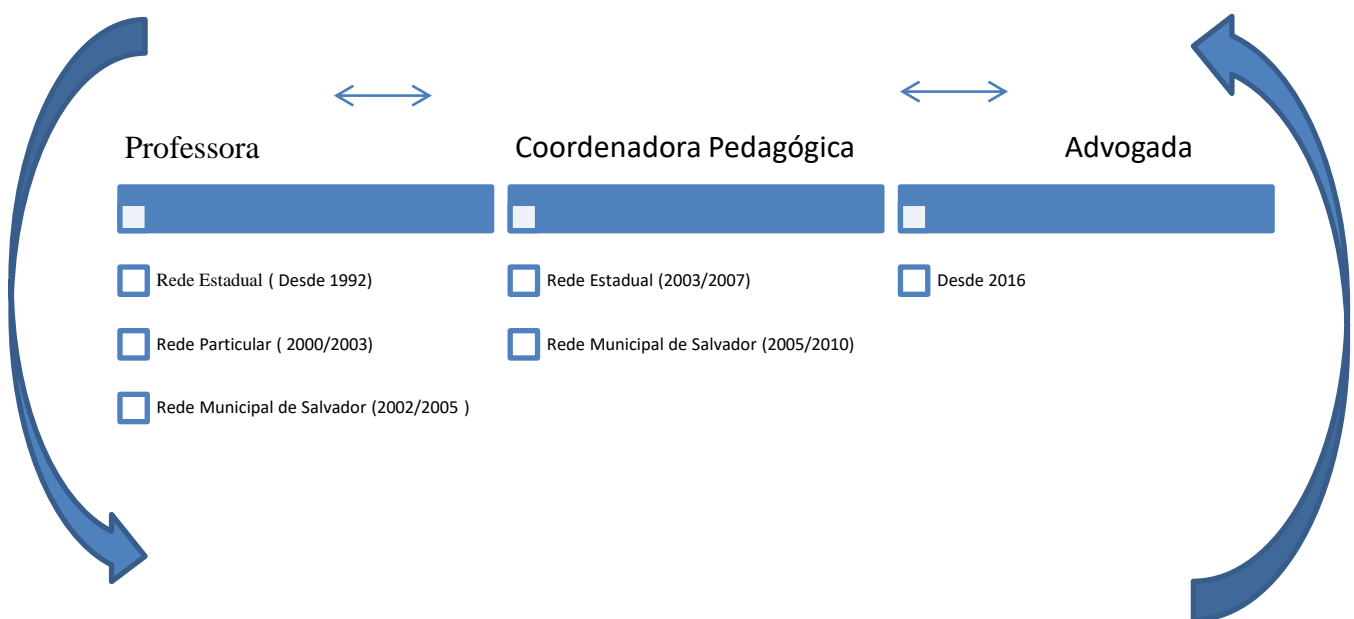 Professora
Coordenadora Pedagógica
Advogada
Rede Estadual ( Desde 1992)
Rede Particular ( 2000/2003)
Rede Municipal de Salvador (2002/2005 )
Rede Estadual (2003/2007)
Rede Municipal de Salvador (2005/2010)
Desde 2016